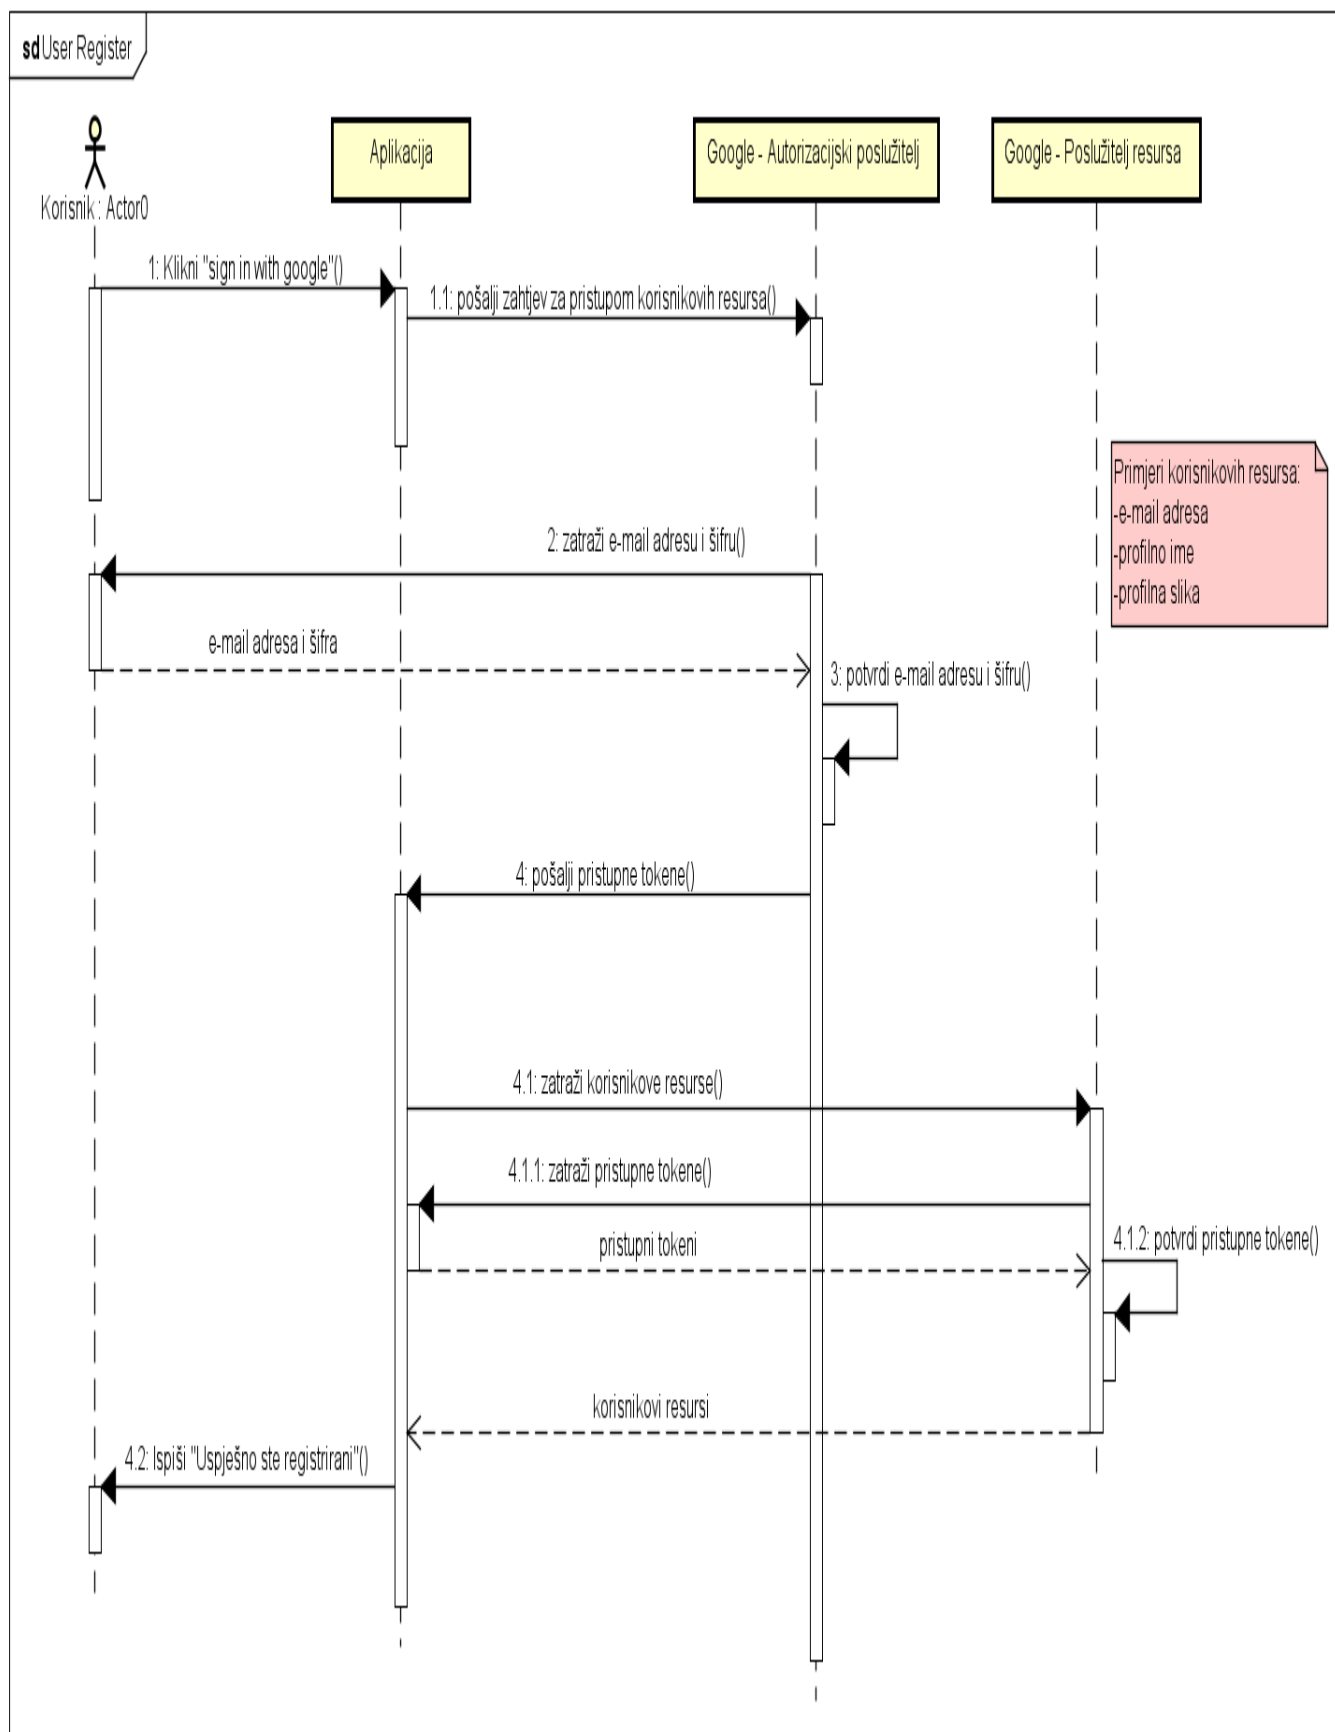 sd User Register
Korisnik : Actor0
Aplikacija
Google - Autorizacijski poslužitelj
Google - Poslužitelj resursa
1: Klikni "sign in with google"()
1.1: pošalji zahtjev za pristupom korisnikovih resursa()
Primjeri korisnikovih resursa:
-e-mail adresa
-profilno ime
-profilna slika
2: zatraži e-mail adresu i šifru()
e-mail adresa i šifra
3: potvrdi e-mail adresu i šifru()
4: pošalji pristupne tokene()
4.1: zatraži korisnikove resurse()
4.1.1: zatraži pristupne tokene()
pristupni tokeni
4.1.2: potvrdi pristupne tokene()
korisnikovi resursi
4.2: Ispiši "Uspješno ste registrirani"()